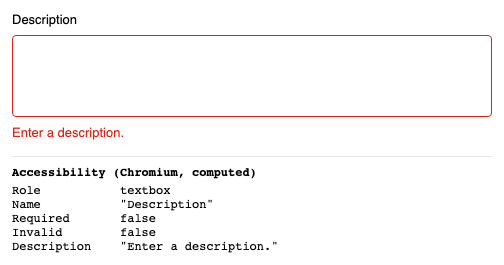 Description
Enter a description.
Accessibility (Chromium, computed)
Role textbox
Name "Description"
Required false
Invalid false
Description "Enter a description."